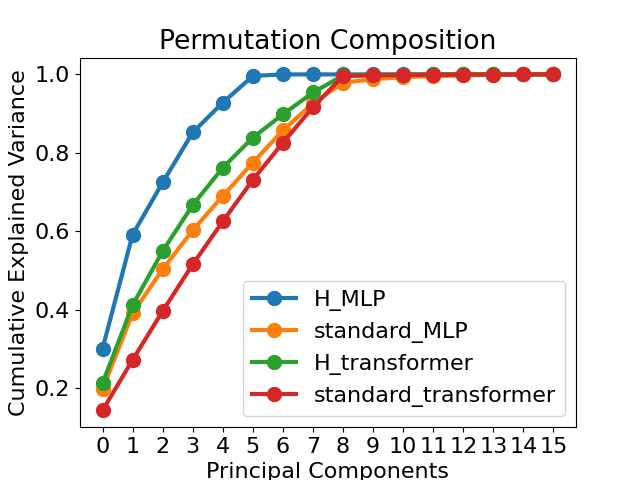 Permutation Composition
Cumulative Explained Variance
1.0
0.8
0.6
0.4
0.2
H_MLP
standard_MLP
H_transformer
standard_transformer
0 1 2 3 4 5 6 7 8 9 10 11 12 13 14 15
Principal Components